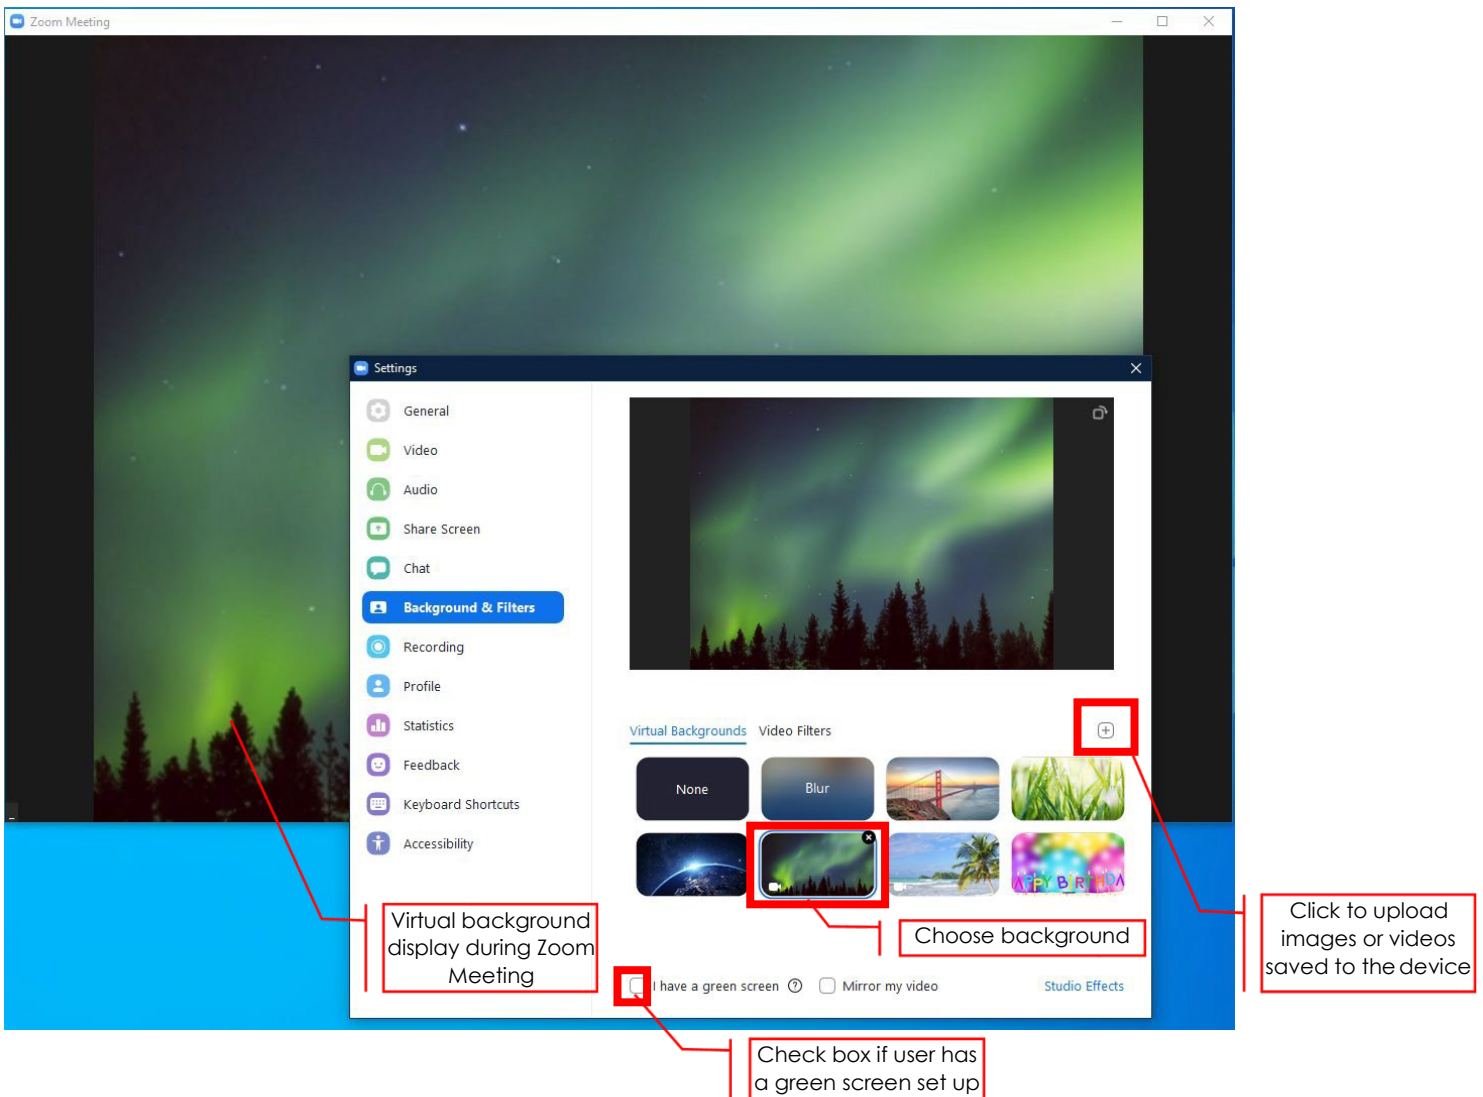 Zoom Meeting
Settings
General
Video
Audio
Share Screen
Chat
Background & Filters
Recording
Profile
Statistics
Feedback
Keyboard Shortcuts
Accessibility
Virtual Backgrounds Video Filters
None
Blur
APPY BIRTHDA
I have a green screen
Mirror my video
Studio Effects
Virtual background
display during Zoom
Meeting
Choose background
Click to upload
images or videos
saved to the device
Check box if user has
a green screen set up